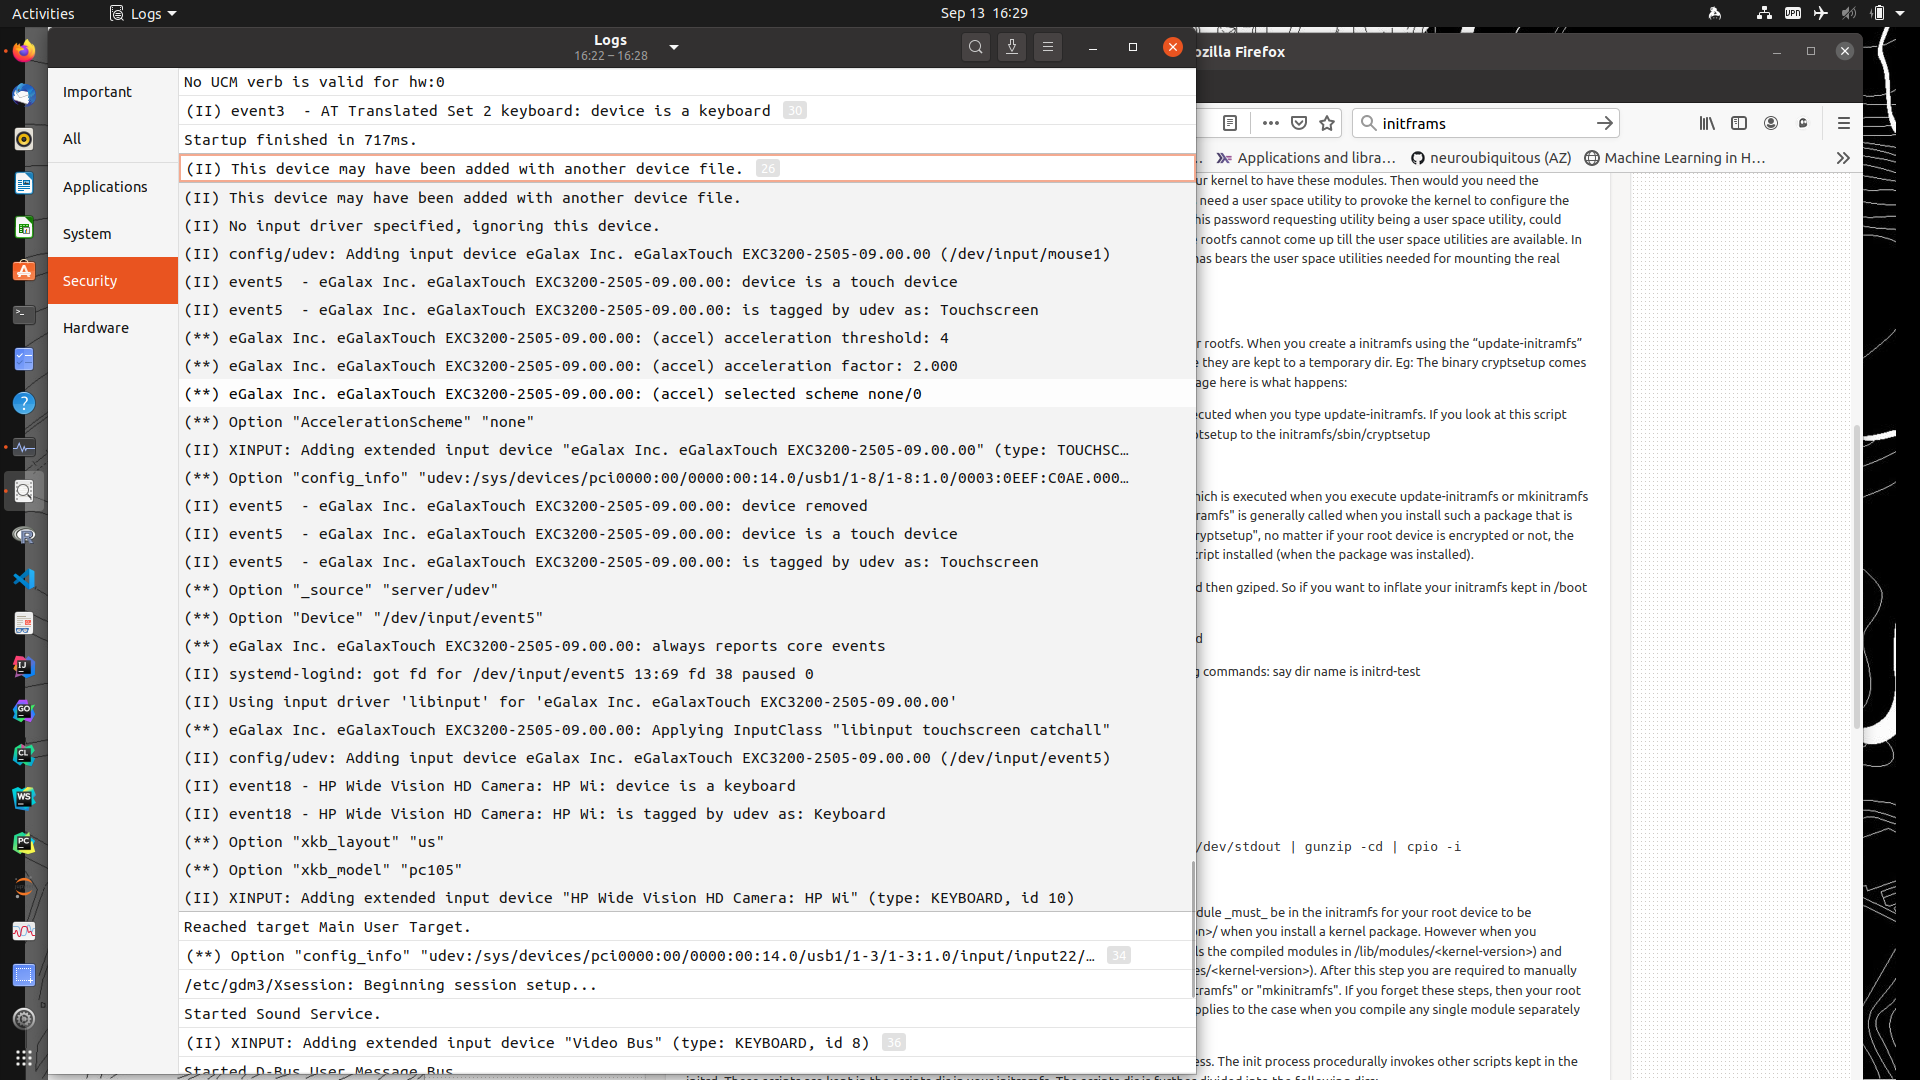 Activities
Logs
Sep 13 16:29
VPN
Logs
16:22 – 16:28
Important
All
Applications
System
Security
Hardware
No UCM verb is valid for hw:0
(II) event3  - AT Translated Set 2 keyboard: device is a keyboard 30
Startup finished in 717ms.
(II) This device may have been added with another device file. 26
(II) This device may have been added with another device file.
(II) No input driver specified, ignoring this device.
(II) config/udev: Adding input device eGalax Inc. eGalaxTouch EXC3200-2505-09.00.00 (/dev/input/mouse1)
(II) event5  - eGalax Inc. eGalaxTouch EXC3200-2505-09.00.00: device is a touch device
(II) event5  - eGalax Inc. eGalaxTouch EXC3200-2505-09.00.00: is tagged by udev as: Touchscreen
(**) eGalax Inc. eGalaxTouch EXC3200-2505-09.00.00: (accel) acceleration threshold: 4
(**) eGalax Inc. eGalaxTouch EXC3200-2505-09.00.00: (accel) acceleration factor: 2.000
(**) eGalax Inc. eGalaxTouch EXC3200-2505-09.00.00: (accel) selected scheme none/0
(**) Option "AccelerationScheme" "none"
(II) XINPUT: Adding extended input device "eGalax Inc. eGalaxTouch EXC3200-2505-09.00.00" (type: TOUCHSC…
(**) Option "config_info" "udev:/sys/devices/pci0000:00/0000:00:14.0/usb1/1-8/1-8:1.0/0003:0EEF:C0AE.000…
(II) event5  - eGalax Inc. eGalaxTouch EXC3200-2505-09.00.00: device removed
(II) event5  - eGalax Inc. eGalaxTouch EXC3200-2505-09.00.00: device is a touch device
(II) event5  - eGalax Inc. eGalaxTouch EXC3200-2505-09.00.00: is tagged by udev as: Touchscreen
(**) Option "_source" "server/udev"
(**) Option "Device" "/dev/input/event5"
(**) eGalax Inc. eGalaxTouch EXC3200-2505-09.00.00: always reports core events
(II) systemd-logind: got fd for /dev/input/event5 13:69 fd 38 paused 0
(II) Using input driver 'libinput' for 'eGalax Inc. eGalaxTouch EXC3200-2505-09.00.00'
(**) eGalax Inc. eGalaxTouch EXC3200-2505-09.00.00: Applying InputClass "libinput touchscreen catchall"
(II) config/udev: Adding input device eGalax Inc. eGalaxTouch EXC3200-2505-09.00.00 (/dev/input/event5)
(II) event18 - HP Wide Vision HD Camera: HP Wi: device is a keyboard
(II) event18 - HP Wide Vision HD Camera: HP Wi: is tagged by udev as: Keyboard
(**) Option "xkb_layout" "us"
(**) Option "xkb_model" "pc105"
(II) XINPUT: Adding extended input device "HP Wide Vision HD Camera: HP Wi" (type: KEYBOARD, id 10)
Reached target Main User Target.
(**) Option "config_info" "udev:/sys/devices/pci0000:00/0000:00:14.0/usb1/1-3/1-3:1.0/input/input22/… 34
/etc/gdm3/Xsession: Beginning session setup...
Started Sound Service.
(II) XINPUT: Adding extended input device "Video Bus" (type: KEYBOARD, id 8) 36
Started D-Bus User Message Bus
ozilla Firefox
initframs
Applications and libra…
neuroubiquitous (AZ)
Machine Learning in H…
ur kernel to have these modules. Then would you need the
need a user space utility to provoke the kernel to configure the
his password requesting utility being a user space utility, could
rootfs cannot come up till the user space utilities are available. In
has bears the user space utilities needed for mounting the real
r rootfs. When you create a initramfs using the “update-initramfs”
they are kept to a temporary dir. Eg: The binary cryptsetup comes
age here is what happens:
ecuted when you type update-initramfs. If you look at this script
ptsetup to the initramfs/sbin/cryptsetup
hich is executed when you execute update-initramfs or mkinitramfs
ramfs" is generally called when you install such a package that is
ryptsetup", no matter if your root device is encrypted or not, the
cript installed (when the package was installed).
d then gziped. So if you want to inflate your initramfs kept in /boot
d
g commands: say dir name is initrd-test
/dev/stdout | gunzip -cd | cpio -i
dule _must_ be in the initramfs for your root device to be
n>/ when you install a kernel package. However when you
ls the compiled modules in /lib/modules/<kernel-version>) and
es/<kernel-version>). After this step you are required to manually
ramfs" or "mkinitramfs". If you forget these steps, then your root
pplies to the case when you compile any single module separately
ess. The init process procedurally invokes other scripts kept in the